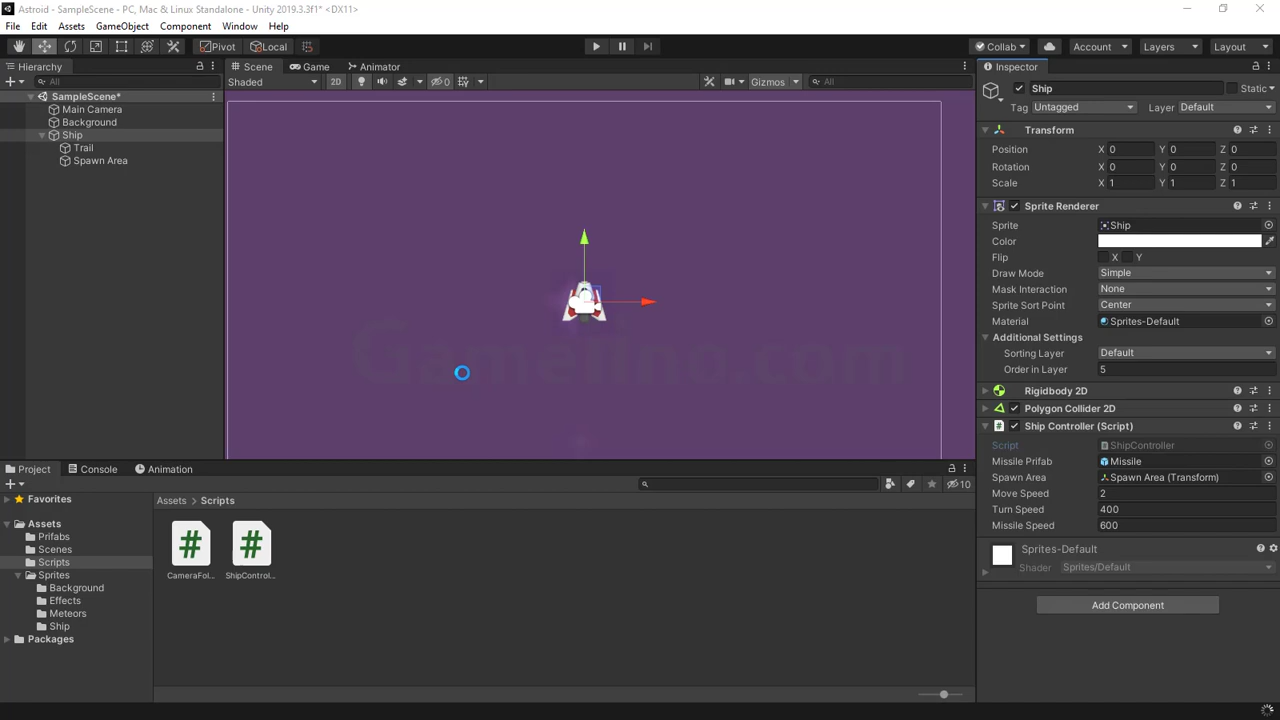 Astroid - SampleScene - PC, Mac & Linux Standalone - Unity 2019.3.3f1* <DX11>
File Edit Assets GameObject Component Window Help
Pivot Local Collab Account Layers Layout
Hierarchy
All
SampleScene*
Main Camera
Background
Ship
Trail
Spawn Area
Scene Game Animator
Shaded 2D 0 Gizmos All
Gamelino.com
Project Console Animation
10
Favorites
Assets
Prifabs
Scenes
Scripts
Sprites
Background
Effects
Meteors
Ship
Packages
Assets > Scripts
CameraFol... ShipControl...
Inspector
Ship Static
Tag Untagged Layer Default
Transform
Position X 0 Y 0 Z 0
Rotation X 0 Y 0 Z 0
Scale X 1 Y 1 Z 1
Sprite Renderer
Sprite Ship
Color
Flip X Y
Draw Mode Simple
Mask Interaction None
Sprite Sort Point Center
Material Sprites-Default
Additional Settings
Sorting Layer Default
Order in Layer 5
Rigidbody 2D
Polygon Collider 2D
Ship Controller (Script)
Script ShipController
Missile Prifab Missile
Spawn Area Spawn Area (Transform)
Move Speed 2
Turn Speed 400
Missile Speed 600
Sprites-Default
Shader Sprites/Default
Add Component